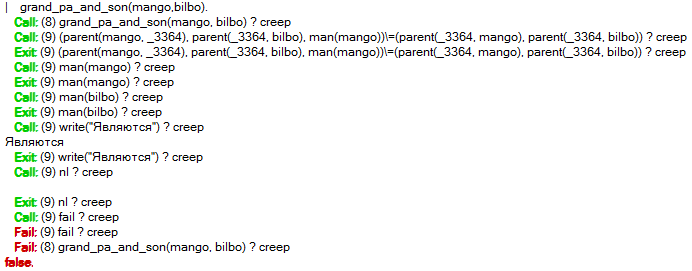 |    grand_pa_and_son(mango,bilbo).
Call: (8) grand_pa_and_son(mango, bilbo) ? creep
Call: (9) (parent(mango, _3364), parent(_3364, bilbo), man(mango))\=(parent(_3364, mango), parent(_3364, bilbo)) ? creep
Exit: (9) (parent(mango, _3364), parent(_3364, bilbo), man(mango))\=(parent(_3364, mango), parent(_3364, bilbo)) ? creep
Call: (9) man(mango) ? creep
Exit: (9) man(mango) ? creep
Call: (9) man(bilbo) ? creep
Exit: (9) man(bilbo) ? creep
Call: (9) write("Являются") ? creep
Являются
Exit: (9) write("Являются") ? creep
Call: (9) nl ? creep
Exit: (9) nl ? creep
Call: (9) fail ? creep
Fail: (9) fail ? creep
Fail: (8) grand_pa_and_son(mango, bilbo) ? creep
false.